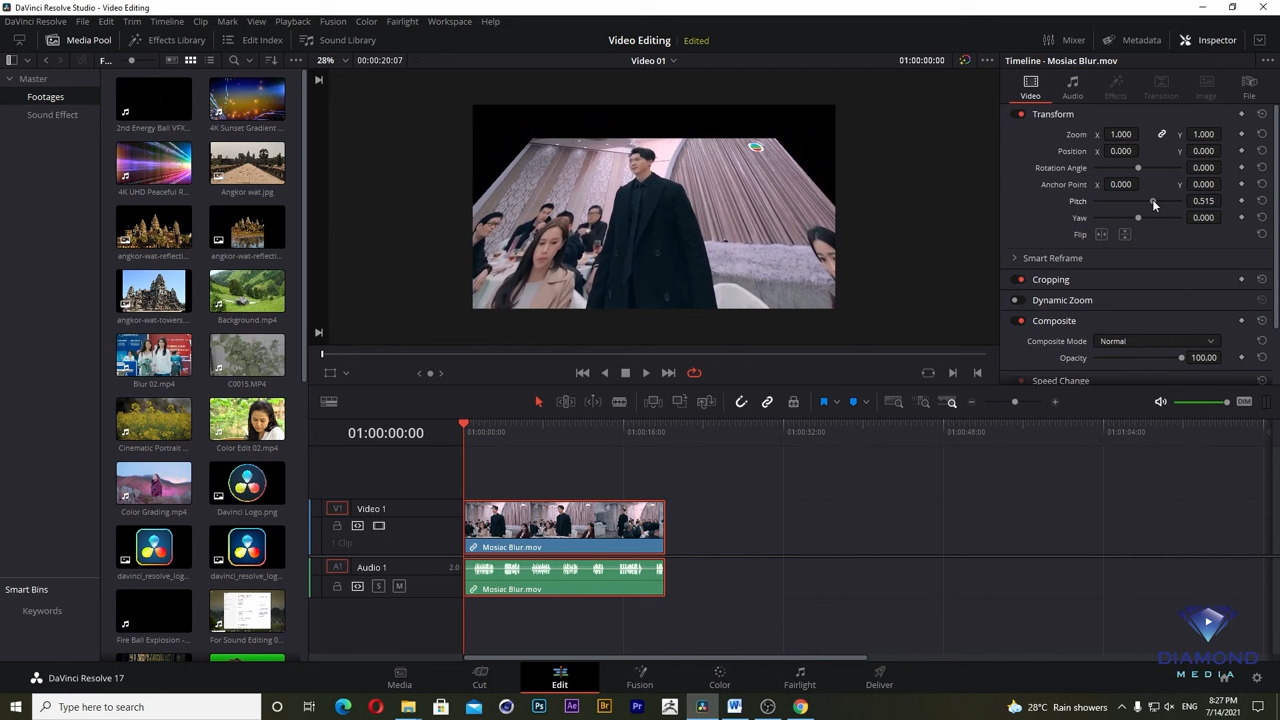 DaVinci Resolve Studio - Video Editing
DaVinci Resolve File Edit Trim Timeline Clip Mark View Playback Fusion Color Fairlight Workspace Help
Media Pool Effects Library Edit Index Sound Library
Video Editing Edited
Mixer Metadata Inspector
F...
28% 00:00:20:07
Video 01
01:00:00:00
Timeline - Mosiac Blur.mov
Master
Footages
Sound Effect
Smart Bins
Keywords
2nd Energy Ball VFX...
4K Sunset Gradient ...
4K UHD Peaceful R...
Angkor wat.jpg
angkor-wat-reflecti...
angkor-wat-reflecti...
angkor-wat-towers...
Background.mp4
Blur 02.mp4
C0015.MP4
Cinematic Portrait ...
Color Edit 02.mp4
Color Grading.mp4
Davinci Logo.png
davinci_resolve_log...
davinci_resolve_log...
Fire Ball Explosion -...
For Sound Editing 0...
Video Audio Effects Transition Image File
Transform
Zoom X 1.000 Y 1.000
Position X 0.000 Y 0.000
Rotation Angle 0.000
Anchor Point X 0.000 Y 0.000
Pitch 0.515
Yaw 0.000
Flip
Smart Reframe
Cropping
Dynamic Zoom
Composite
Composite Mode Normal
Opacity 100.00
Speed Change
DIM
01:00:00:00
01:00:00:00 01:00:16:00 01:00:32:00 01:00:48:00 01:01:04:00
V1 Video 1
1 Clip
Mosiac Blur.mov
A1 Audio 1 2.0
S M
Mosiac Blur.mov
DIAMOND
MEDIA
DaVinci Resolve 17
Media Cut Edit Fusion Color Fairlight Deliver
Type here to search
Ps Ae Br Pr W
28°C Rain showers
ENG
8:27 PM
7/14/2021